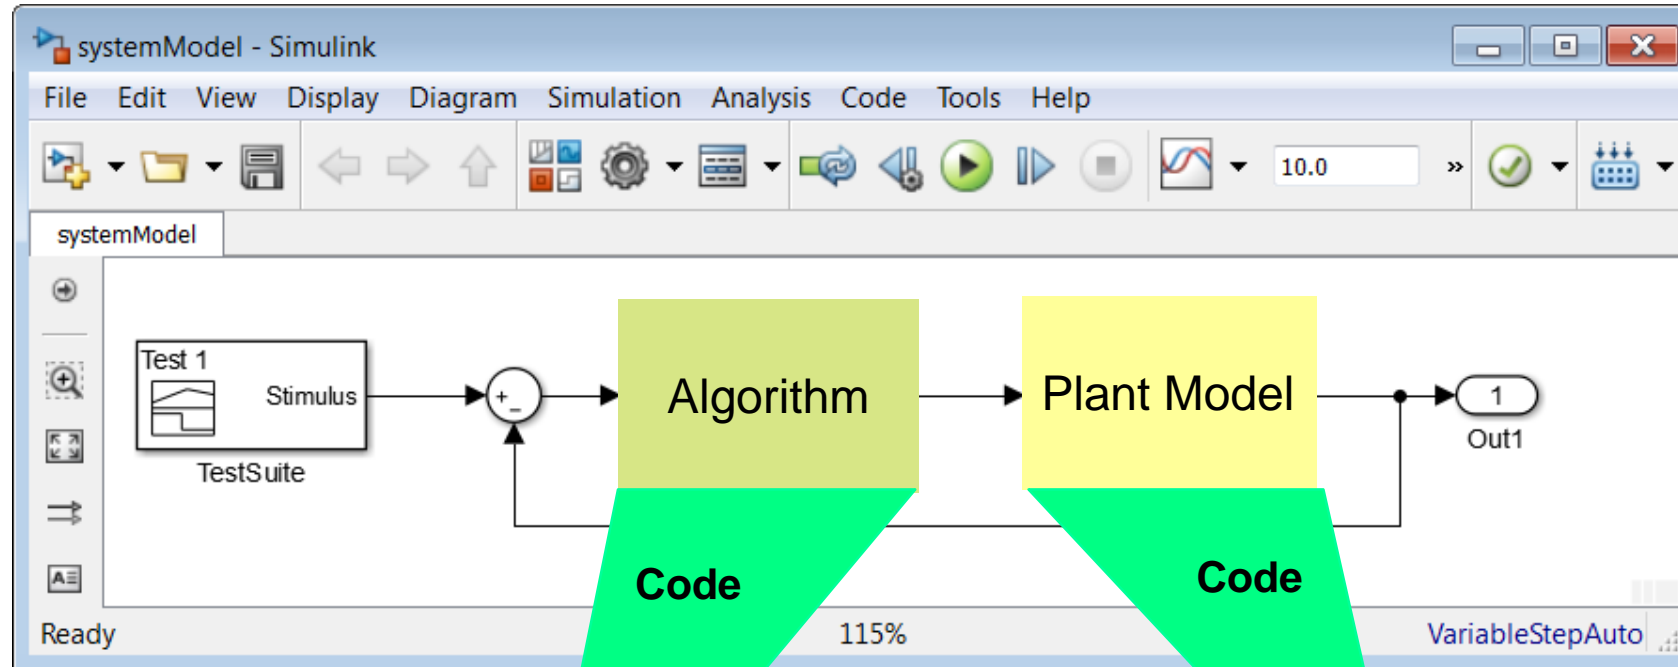 systemModel - Simulink
File Edit View Display Diagram Simulation Analysis Code Tools Help
10.0 »
systemModel
Test 1
Stimulus
TestSuite
+
-
Algorithm
Plant Model
1
Out1
Code
Code
Ready 115% VariableStepAuto